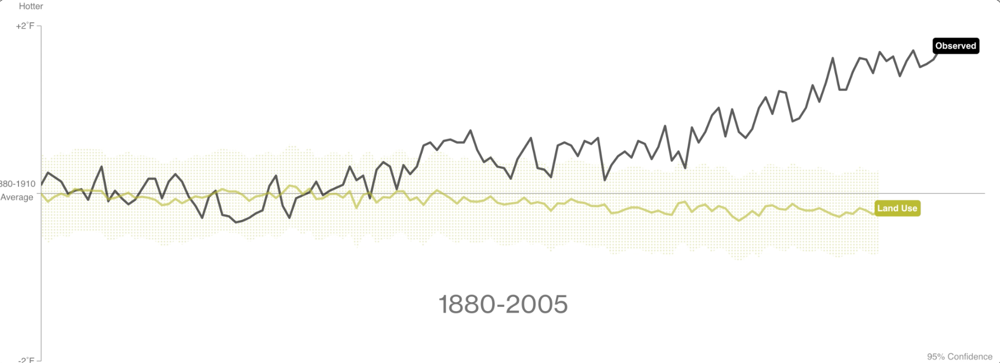 Hotter
+2°F
Observed
880-1910
Average
Land Use
1880-2005
95% Confidence
-2°F